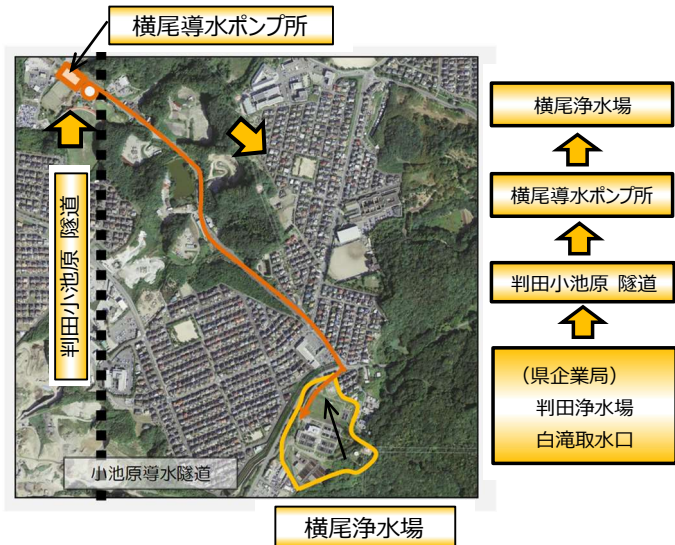 横尾導水ポンプ所
判田小池原 隧道
小池原導水隧道
横尾浄水場
横尾浄水場
横尾導水ポンプ所
判田小池原 隧道
（県企業局）
判田浄水場
白滝取水口